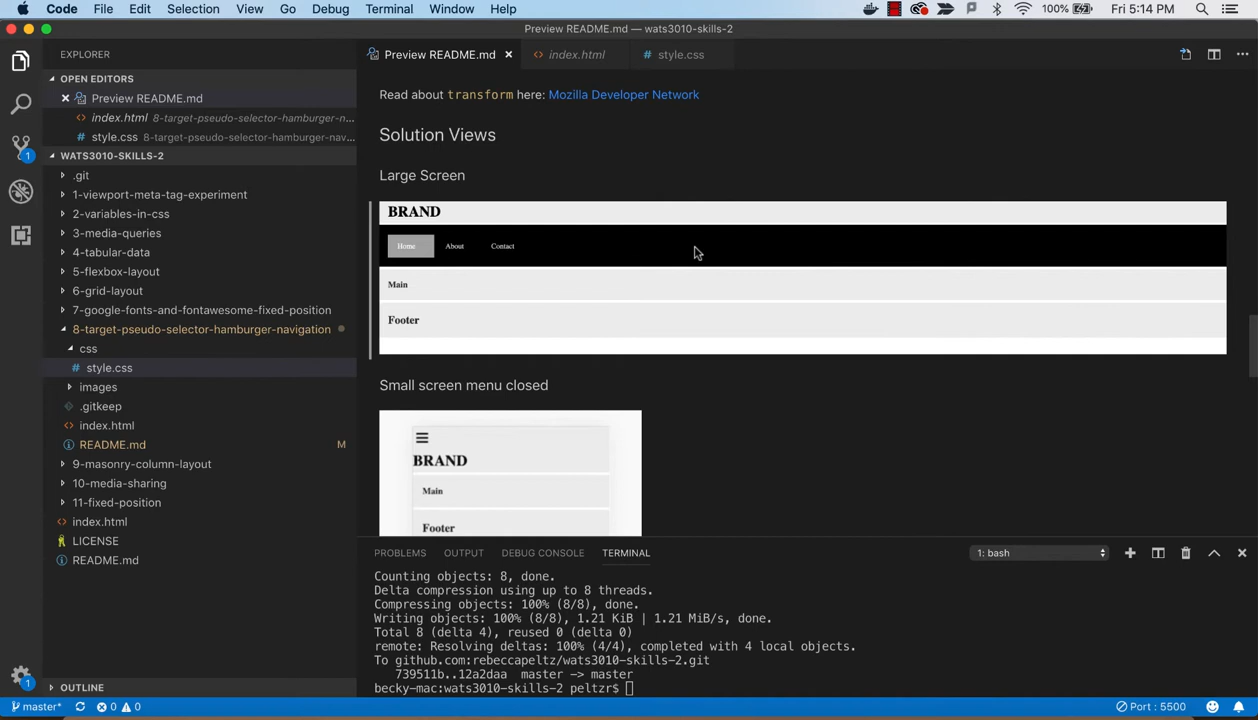 Code File Edit Selection View Go Debug Terminal Window Help 100% Fri 5:14 PM
Preview README.md — wats3010-skills-2
EXPLORER
Preview README.md
index.html
style.css
OPEN EDITORS
Preview README.md
index.html 8-target-pseudo-selector-hamburger-n...
style.css 8-target-pseudo-selector-hamburger-nav...
WATS3010-SKILLS-2
.git
1-viewport-meta-tag-experiment
2-variables-in-css
3-media-queries
4-tabular-data
5-flexbox-layout
6-grid-layout
7-google-fonts-and-fontawesome-fixed-position
8-target-pseudo-selector-hamburger-navigation
css
style.css
images
.gitkeep
index.html
README.md M
9-masonry-column-layout
10-media-sharing
11-fixed-position
index.html
LICENSE
README.md
OUTLINE
1
1
Read about transform here: Mozilla Developer Network
Solution Views
Large Screen
BRAND
Home About Contact
Main
Footer
Small screen menu closed
BRAND
Main
Footer
PROBLEMS OUTPUT DEBUG CONSOLE TERMINAL 1: bash
Counting objects: 8, done.
Delta compression using up to 8 threads.
Compressing objects: 100% (8/8), done.
Writing objects: 100% (8/8), 1.21 KiB | 1.21 MiB/s, done.
Total 8 (delta 4), reused 0 (delta 0)
remote: Resolving deltas: 100% (4/4), completed with 4 local objects.
To github.com:rebeccapeltz/wats3010-skills-2.git
739511b..12a2daa master -> master
becky-mac:wats3010-skills-2 peltzr$
master* 0 0 Port : 5500